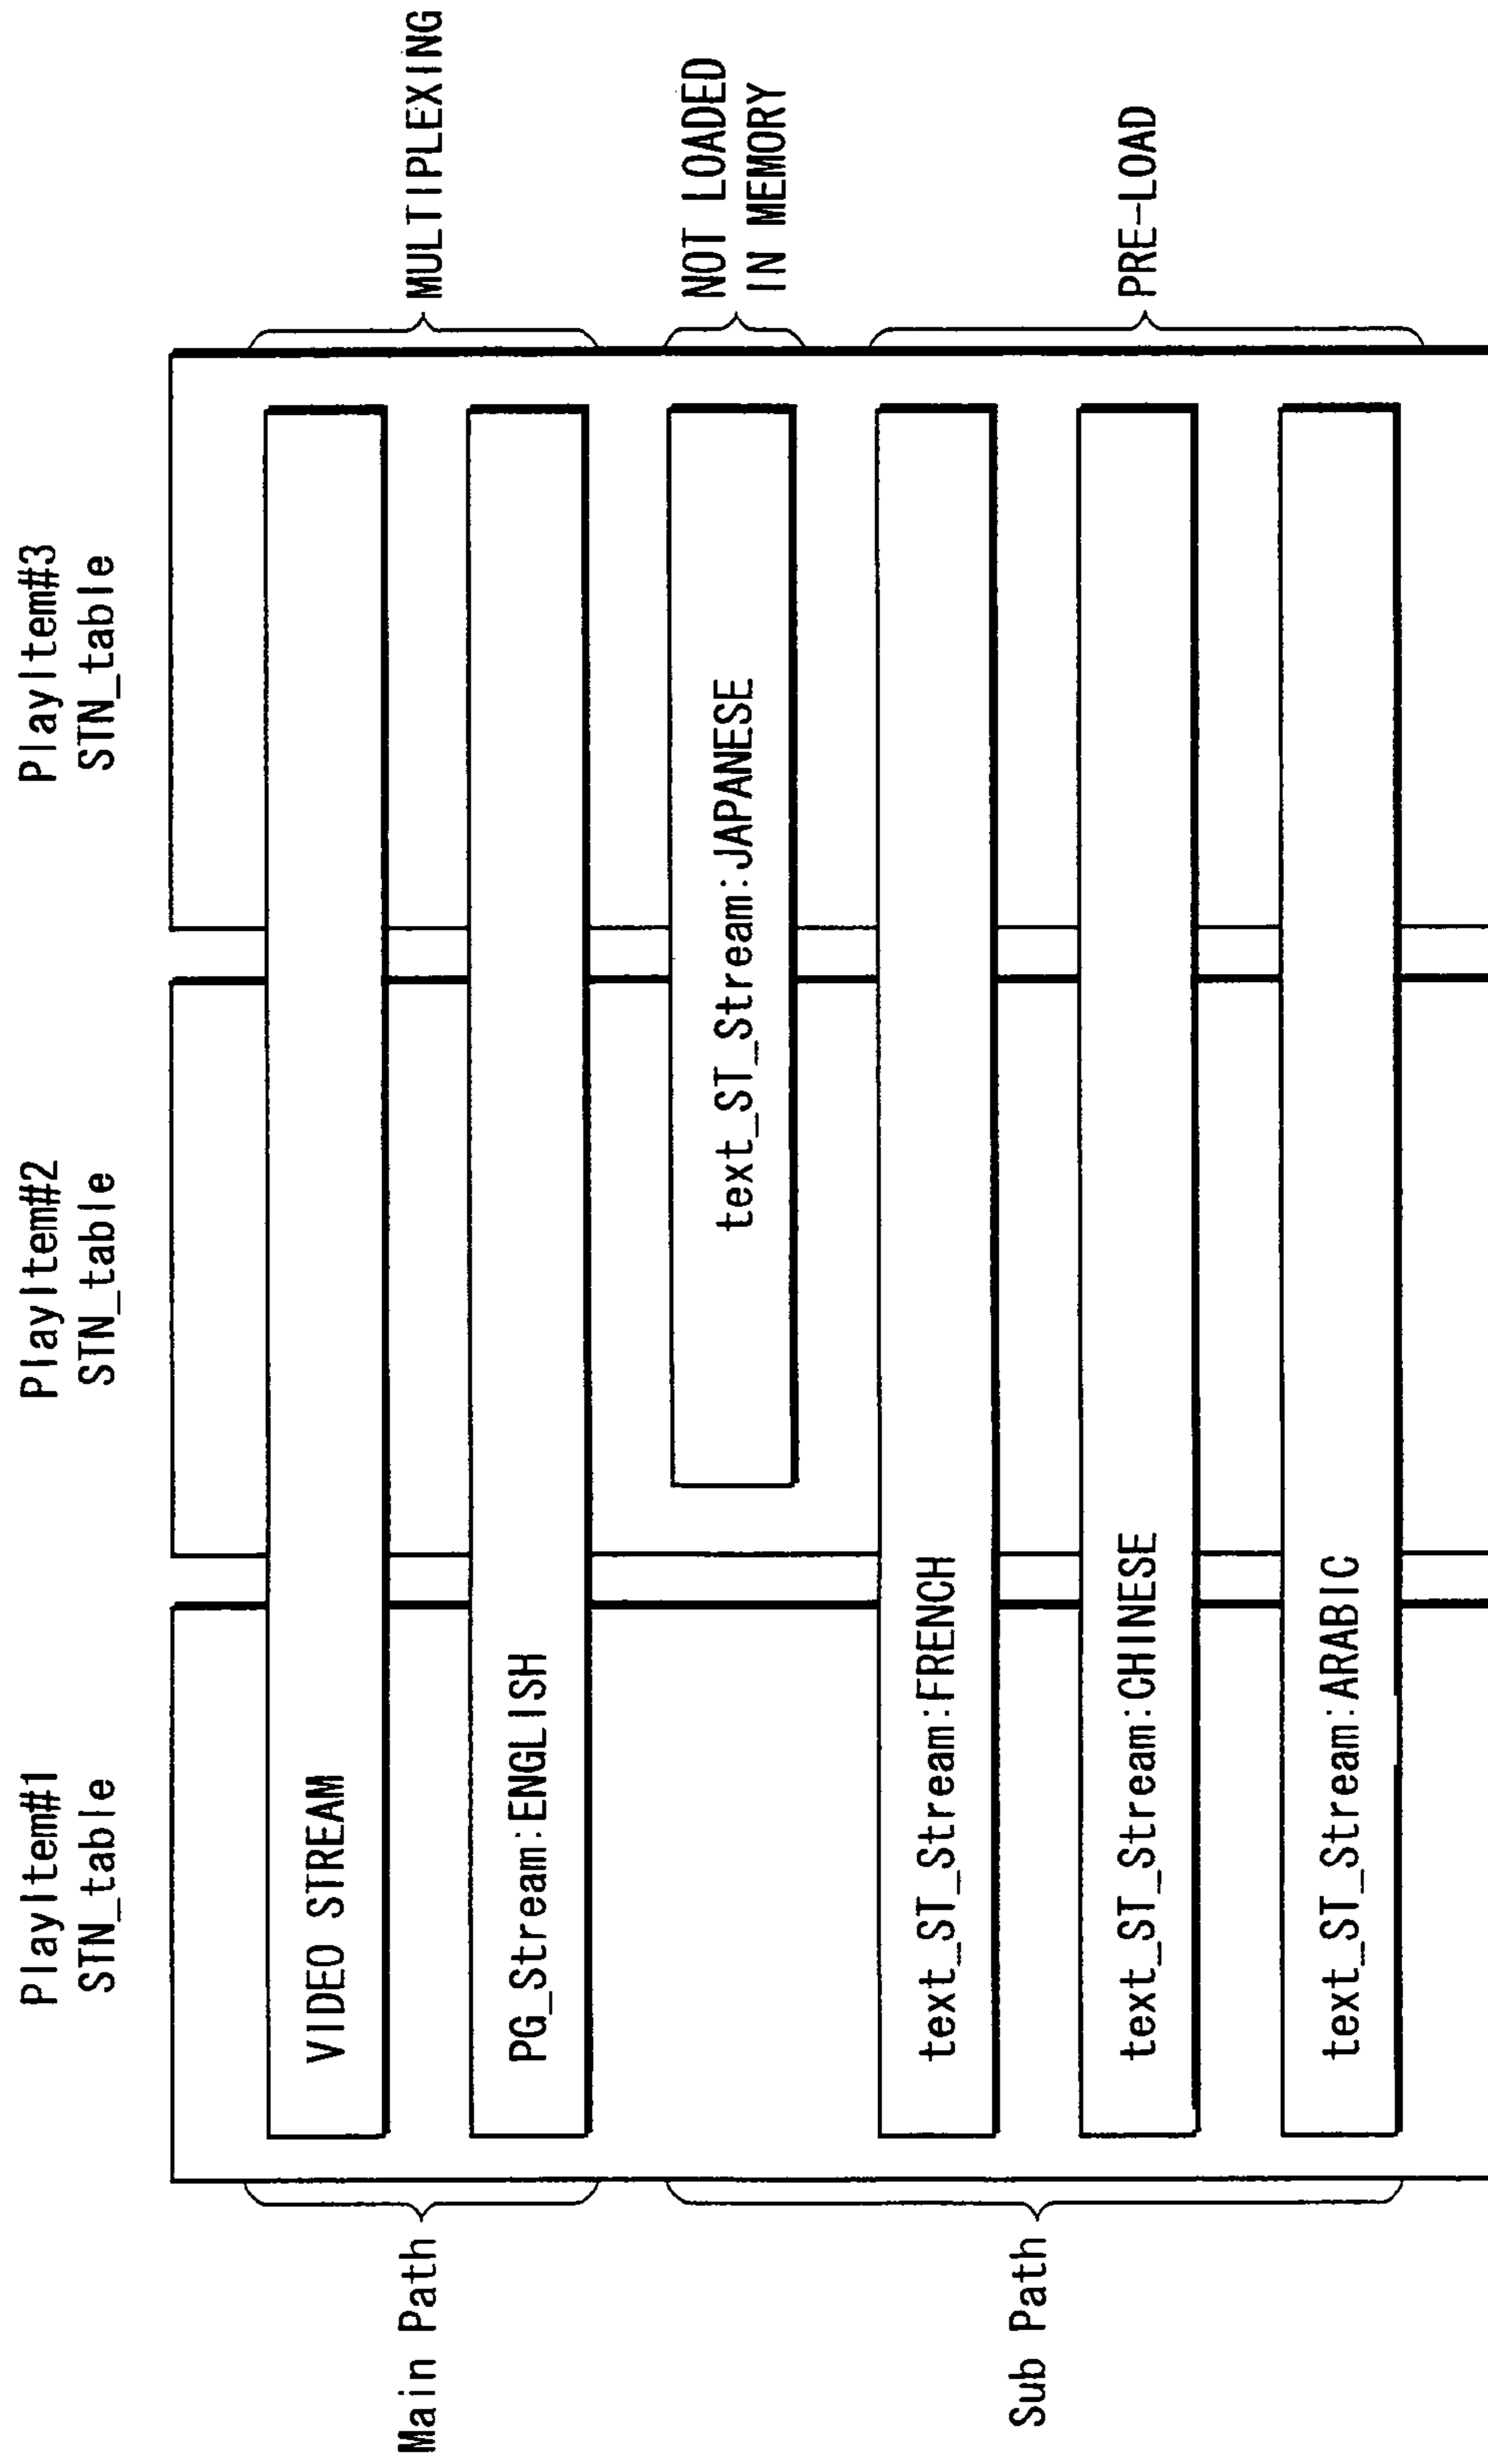 PlayItem#1
STN_table
PlayItem#2
STN_table
PlayItem#3
STN_table
Main Path
VIDEO STREAM
PG_Stream:ENGLISH
MULTIPLEXING
Sub Path
text_ST_Stream:JAPANESE
NOT LOADED
IN MEMORY
text_ST_Stream:FRENCH
text_ST_Stream:CHINESE
text_ST_Stream:ARABIC
PRE-LOAD